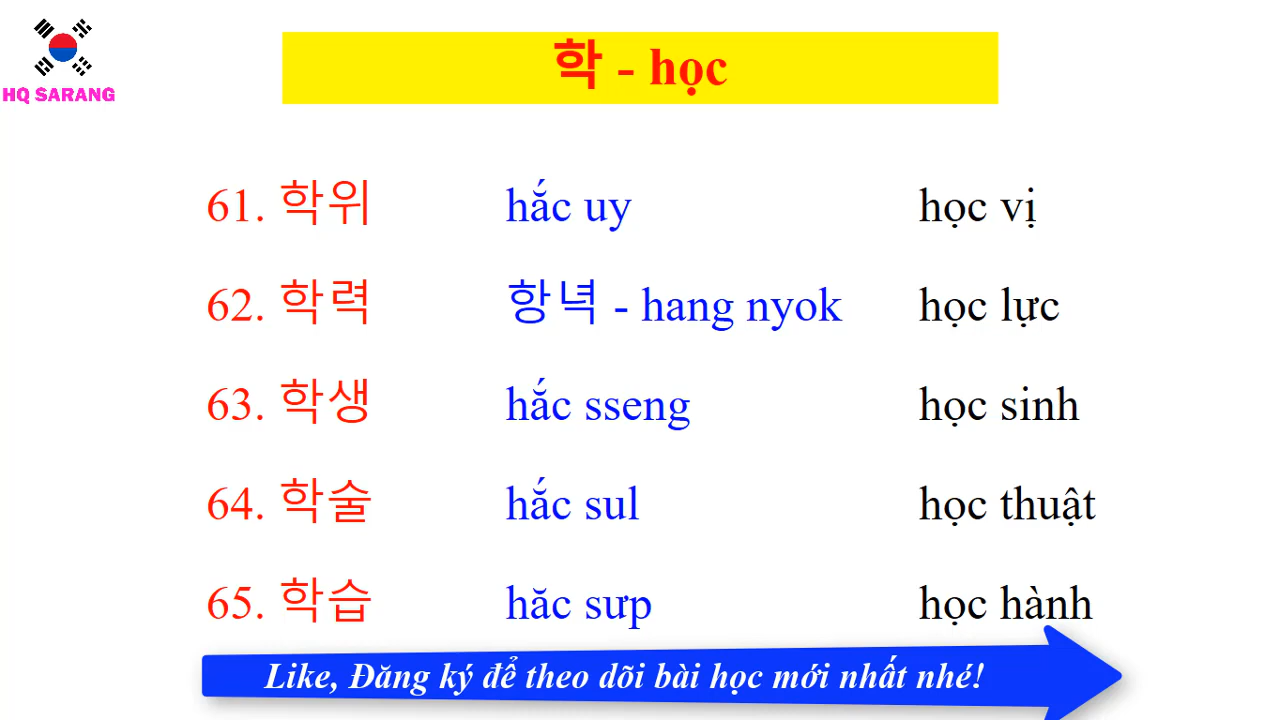 HQ SARANG
학 - học
61. 학위 hắc uy học vị
62. 학력 항녁 - hang nyok học lực
63. 학생 hắc sseng học sinh
64. 학술 hắc sul học thuật
65. 학습 hăc sưp học hành
Like, Đăng ký để theo dõi bài học mới nhất nhé!